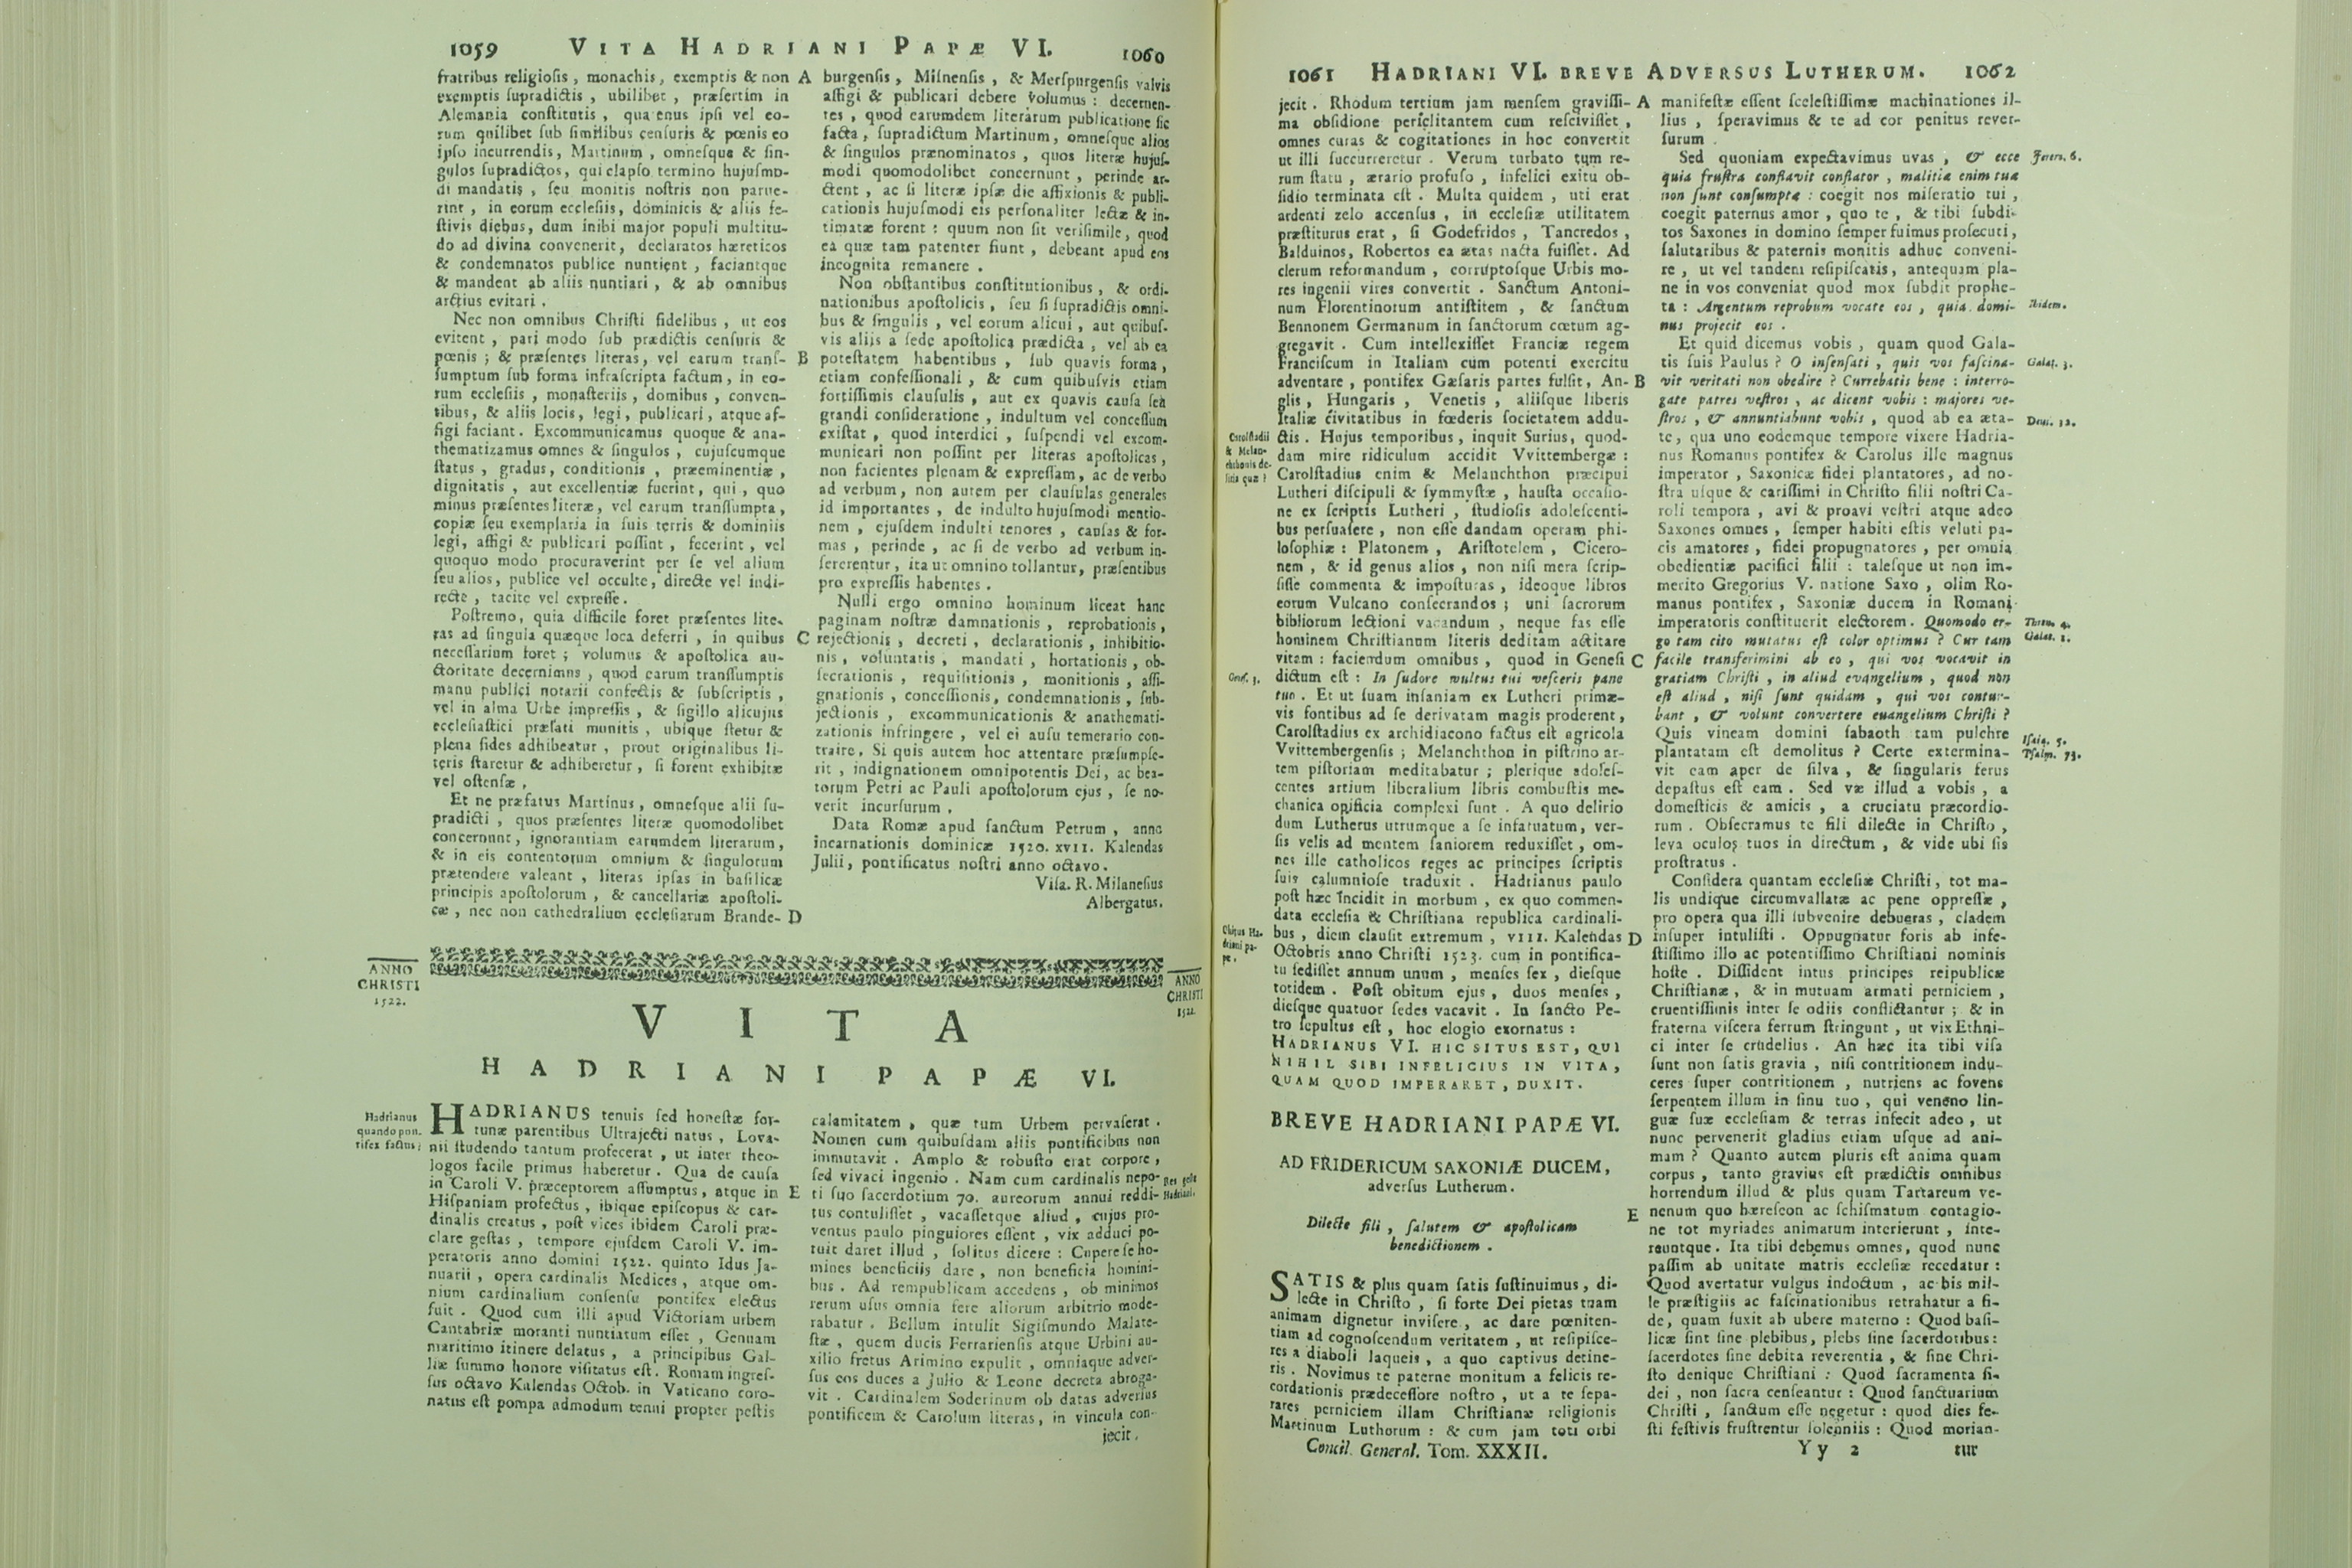 1059 VITA HADRIANI PAPÆ VI. 1060
fratribus religiosis, monachis, exemptis & non A
exemptis supradictis, ubilibet, præsertim in
Alemania constitutis, quatenus ipsi vel eo-
rum quilibet sub similibus censuris & pœnis eo
ipso incurrendis, Martinum, omnesque & sin-
gulos supradictos, qui elapso termino hujusmo-
di mandatis, seu monitis nostris non parue-
rint, in eorum ecclesiis, dominicis & aliis fe-
stivis diebus, dum inibi major populi multitu-
do ad divina convenerit, declaratos hæreticos
& condemnatos publice nuntient, faciantque
& mandent ab aliis nuntiari, & ab omnibus
arctius evitari.
Nec non omnibus Christi fidelibus, ut eos
evitent, pari modo sub prædictis censuris &
pœnis; & præsentes literas, vel earum trans- B
sumptum sub forma infrascripta factum, in eo-
rum ecclesiis, monasteriis, domibus, conven-
tibus, & aliis locis, legi, publicari, atque af-
figi faciant. Excommunicamus quoque & ana-
thematizamus omnes & singulos, cujuscumque
status, gradus, conditionis, præeminentiæ,
dignitatis, aut excellentiæ fuerint, qui, quo
minus præsentes literæ, vel earum transsumpta,
copiæ seu exemplaria in suis terris & dominiis
legi, affigi & publicari possint, fecerint, vel
quoquo modo procuraverint per se vel alium
seu alios, publice vel occulte, directe vel indi-
recte, tacite vel expresse.
Postremo, quia difficile foret præsentes lite-
ras ad singula quæque loca deferri, in quibus C
necessarium foret; volumus & apostolica au-
ctoritate decernimus, quod earum transsumptis
manu publici notarii confectis & subscriptis,
vel in alma Urbe impressis, & sigillo alicujus
ecclesiastici præsati munitis, ubique stetur &
plena fides adhibeatur, prout originalibus li-
teris staretur & adhiberetur, si forent exhibitæ
vel ostensæ,
Et ne præfatus Martinus, omnesque alii su-
pradicti, quos præsentes literæ quomodolibet
concernunt, ignorantiam earumdem literarum,
& in eis contentorum omnium & singulorum
prætendere valeant, literas ipsas in basilicæ
principis apostolorum, & cancellariæ apostoli-
cæ, nec non cathedralium ecclesiarum Brande- D
burgensis, Misnensis, & Merspurgensis valvis
affigi & publicari debere volumus: decernen-
tes, quod earumdem literarum publicatione sic
facta, supradictum Martinum, omnesque alios
& singulos prænominatos, quos literæ hujus-
modi quomodolibet concernunt, perinde ar-
ctent, ac si literæ ipsæ die affixionis & publi-
cationis hujusmodi eis personaliter lectæ & in-
timatæ forent: quum non sit verisimile, quod
ea quæ tam patenter fiunt, debeant apud eos
incognita remanere.
Non obstantibus constitutionibus, & ordi-
nationibus apostolicis, seu si supradictis omni-
bus & singulis, vel eorum alicui, aut quibus-
vis aliis a sede apostolica prædicta, vel ab ea
potestatem habentibus, sub quavis forma,
etiam confessionali, & cum quibusvis etiam
fortissimis clausulis, aut ex quavis causa seu
grandi consideratione, indultum vel concessum
existat, quod interdici, suspendi vel excom-
municari non possint per literas apostolicas,
non facientes plenam & expressam, ac de verbo
ad verbum, non autem per clausulas generales
id importantes, de indulto hujusmodi mentio-
nem, ejusdem indulti tenores, causas & for-
mas, perinde, ac si de verbo ad verbum in-
sererentur, ita ut omnino tollantur, præsentibus
pro expressis habentes.
Nulli ergo omnino hominum liceat hanc
paginam nostræ damnationis, reprobationis,
rejectionis, decreti, declarationis, inhibitio-
nis, voluntatis, mandati, hortationis, ob-
secrationis, requisitionis, monitionis, assi-
gnationis, concessionis, condemnationis, sub-
jectionis, excommunicationis & anathemati-
zationis infringere, vel ei ausu temerario con-
traire. Si quis autem hoc attentare præsumpse-
rit, indignationem omnipotentis Dei, ac bea-
torum Petri ac Pauli apostolorum ejus, se no-
verit incursurum.
Data Romæ apud sanctum Petrum, anno
incarnationis dominicæ 1520. XVII. Kalendas
Julii, pontificatus nostri anno octavo.
Visa. R. Milanesius
Albergatus.
ANNO
CHRISTI
1522.
ANNO
CHRISTI
1522.
VITA
HADRIANI PAPÆ VI.
Hadrianus
quando pon-
tifex factus;
HADRIANUS tenuis sed honestæ for-
tunæ parentibus Ultrajecti natus, Lova-
nii studendo tantum profecerat, ut inter theo-
logos facile primus haberetur. Qua de causa
in Caroli V. præceptorem assumptus, atque in E
Hispaniam profectus, ibique episcopus & car-
dinalis creatus, post vices ibidem Caroli præ-
clare gestas, tempore ejusdem Caroli V. im-
peratoris anno domini 1522. quinto Idus Ja-
nuarii, opera cardinalis Medices, atque om-
nium cardinalium consensu pontifex electus
fuit. Quod cum illi apud Victoriam urbem
Cantabriæ moranti nuntiatum esset, Genuam
maritimo itinere delatus, a principibus Gal-
liæ summo honore visitatus est. Romam ingres-
sus octavo Kalendas Octob. in Vaticano coro-
natus est pompa admodum tenui propter pestis
calamitatem, quæ tum Urbem pervaserat.
Nomen cum quibusdam aliis pontificibus non
immutavit. Amplo & robusto erat corpore,
sed vivaci ingenio. Nam cum cardinalis nepo-
ti suo sacerdotium 70. aureorum annui reddi-
tus contulisset, vacassetque aliud, cujus pro-
ventus paulo pinguiores essent, vix adduci po-
tuit daret illud, solitus dicere: Cupere se ho-
mines beneficiis dare, non beneficia homini-
bus. Ad rempublicam accedens, ob minimos
rerum usus omnia fere aliorum arbitrio mode-
rabatur. Bellum intulit Sigismundo Malate-
stæ, quem ducis Ferrariensis atque Urbini au-
xilio fretus Arimino expulit, omniaque adver-
sus eos duces a Julio & Leone decreta abroga-
vit. Cardinalem Soderinum ob datas adversus
pontificem & Carolum literas, in vincula con-
jecit.
Res gestæ
Hadriani.
1061 HADRIANI VI. BREVE ADVERSUS LUTHERUM. 1062
jecit. Rhodum tertium jam mensem gravissi- A
ma obsidione periclitantem cum rescivisset,
omnes curas & cogitationes in hoc convertit
ut illi succurreretur. Verum turbato tum re-
rum statu, ærario profuso, infelici exitu ob-
sidio terminata est. Multa quidem, uti erat
ardenti zelo accensus, in ecclesiæ utilitatem
præstiturus erat, si Godefridos, Tancredos,
Balduinos, Robertos ea ætas nacta fuisset. Ad
clerum reformandum, corruptosque Urbis mo-
res ingenii vires convertit. Sanctum Antoni-
num Florentinorum antistitem, & sanctum
Bennonem Germanum in sanctorum cœtum ag-
gregavit. Cum intellexisset Franciæ regem
Franciscum in Italiam cum potenti exercitu
adventare, pontifex Cæsaris partes fulsit, An- B
glis, Hungaris, Venetis, aliisque liberis
Italiæ civitatibus in fœderis societatem addu-
ctis. Hujus temporibus, inquit Surius, quod-
dam mire ridiculum accidit Vvittembergæ:
Carolstadius enim & Melanchthon præcipui
Lutheri discipuli & symmystæ, hausta occasio-
ne ex scriptis Lutheri, studiosis adolescenti-
bus persuasere, non esse dandam operam phi-
losophiæ: Platonem, Aristotelem, Cicero-
nem, & id genus alios, non nisi mera scrip-
sisse commenta & imposturas, ideoque libros
eorum Vulcano consecrandos; uni sacrorum
bibliorum lectioni vacandum, neque fas esse
hominem Christianum literis deditam actitare
vitam: faciendum omnibus, quod in Genesi C
dictum est: In sudore vultus tui vesceris pane
tuo. Et ut suam insaniam ex Lutheri primæ-
vis fontibus ad se derivatam magis proderent,
Carolstadius ex archidiacono factus est agricola
Vvittembergensis; Melanchthon in pistrino ar-
tem pistoriam meditabatur; plerique adoles-
centes artium liberalium libris combustis me-
chanica opificia complexi sunt. A quo delirio
dum Lutherus utrumque a se infatuatum, ver-
sis velis ad mentem saniorem reduxisset, om-
nes ille catholicos reges ac principes scriptis
suis calumniose traduxit. Hadrianus paulo
post hæc incidit in morbum, ex quo commen-
data ecclesia & Christiana republica cardinali-
bus, diem clausit extremum, VIII. Kalendas D
Octobris anno Christi 1523. cum in pontifica-
tu sedisset annum unum, menses sex, diesque
totidem. Post obitum ejus, duos menses,
diesque quatuor sedes vacavit. In sancto Pe-
tro sepultus est, hoc elogio exornatus:
HADRIANUS VI. HIC SITUS EST, QUI
NIHIL SIBI INFELICIUS IN VITA,
QUAM QUOD IMPERARET, DUXIT.
Carolstadii
& Melan-
chthonis de-
liria quæ?
Genes. 3.
Obitus Ha-
driani pa-
pæ.
BREVE HADRIANI PAPÆ VI.
AD FRIDERICUM SAXONIÆ DUCEM,
adversus Lutherum.
Dilecte fili, salutem & apostolicam
benedictionem.
SATIS & plus quam satis sustinuimus, di-
lecte in Christo, si forte Dei pietas tuam
animam dignetur invisere, ac dare pœniten-
tiam ad cognoscendum veritatem, ut resipisce-
res a diaboli laqueis, a quo captivus detine-
ris. Novimus te paterne monitum a felicis re-
cordationis prædecessore nostro, ut a te sepa-
rares perniciem illam Christianæ religionis
Martinum Luthorum: & cum jam toti orbi
Concil. General. Tom. XXXII.
manifestæ essent scelestissimæ machinationes il-
lius, speravimus & te ad cor penitus rever-
surum.
Sed quoniam expectavimus uvas, & ecce
quia frustra conflavit conflator, malitiæ enim tuæ
non sunt consumptæ: coegit nos miseratio tui,
coegit paternus amor, quo te, & tibi subdi-
tos Saxones in domino semper fuimus prosecuti,
salutaribus & paternis monitis adhuc conveni-
re, ut vel tandem resipiscatis, antequam pla-
ne in vos conveniat quod mox subdit prophe-
ta: Argentum reprobum vocate eos, quia domi-
nus projecit eos.
Et quid dicemus vobis, quam quod Gala-
tis suis Paulus? O insensati, quis vos fascina-
vit veritati non obedire? Currebatis bene: interro-
gate patres vestros, ac dicent vobis: majores ve-
stros, & annuntiabunt vobis, quod ab ea æta-
te, qua uno eodemque tempore vixere Hadria-
nus Romanus pontifex & Carolus ille magnus
imperator, Saxonicæ fidei plantatores, ad no-
stra usque & carissimi in Christo filii nostri Ca-
roli tempora, avi & proavi vestri atque adeo
Saxones omnes, semper habiti estis veluti pa-
cis amatores, fidei propugnatores, per omnia
obedientiæ pacifici filii: talesque ut non im-
merito Gregorius V. natione Saxo, olim Ro-
manus pontifex, Saxoniæ ducem in Romani
imperatoris constituerit electorem. Quomodo er-
go tam cito mutatus est color optimus? Cur tam
facile transferimini ab eo, qui vos vocavit in
gratiam Christi, in aliud evangelium, quod non
est aliud, nisi sunt quidam, qui vos contur-
bant, & volunt convertere euangelium Christi?
Quis vineam domini sabaoth tam pulchre
plantatam est demolitus? Certe extermina-
vit eam aper de silva, & singularis ferus
depastus est eam. Sed væ illud a vobis, a
domesticis & amicis, a cruciatu præcordio-
rum. Obsecramus te fili dilecte in Christo,
leva oculos tuos in directum, & vide ubi sis
prostratus.
Considera quantam ecclesiæ Christi, tot ma-
lis undique circumvallatæ ac pene oppressæ,
pro opera qua illi subvenire debueras, cladem
insuper intulisti. Oppugnatur foris ab infe-
stissimo illo ac potentissimo Christiani nominis
hoste. Dissident intus principes reipublicæ
Christianæ, & in mutuam armati perniciem,
cruentissimis inter se odiis conflictantur; & in
fraterna viscera ferrum stringunt, ut vix Ethni-
ci inter se crudelius. An hæc ita tibi visa
sunt non satis gravia, nisi contritionem indu-
ceres super contritionem, nutriens ac fovens
serpentem illum in sinu tuo, qui veneno lin-
guæ suæ ecclesiam & terras infecit adeo, ut
nunc pervenerit gladius etiam usque ad ani-
mam? Quanto autem pluris est anima quam
corpus, tanto gravius est prædictis omnibus
horrendum illud & plus quam Tartareum ve-
E nenum quo hæreseon ac schismatum contagio-
ne tot myriades animarum interierunt, inte-
reuntque. Ita tibi debemus omnes, quod nunc
passim ab unitate matris ecclesiæ recedatur:
Quod avertatur vulgus indoctum, ac bis mil-
le præstigiis ac fascinationibus retrahatur a fi-
de, quam suxit ab ubere materno: Quod basi-
licæ sint sine plebibus, plebs sine sacerdotibus:
sacerdotes sine debita reverentia, & sine Chri-
sto denique Christiani: Quod sacramenta fi-
dei, non sacra censeantur: Quod sanctuarium
Christi, sanctum esse negetur: quod dies fe-
sti festivis frustrentur solenniis: Quod morian-
Yy 2 tur
Jerem. 6.
Ibidem.
Galat. 3.
Deut. 32.
Thren. 4.
Galat. 1.
Isaiæ. 5.
Psalm. 79.